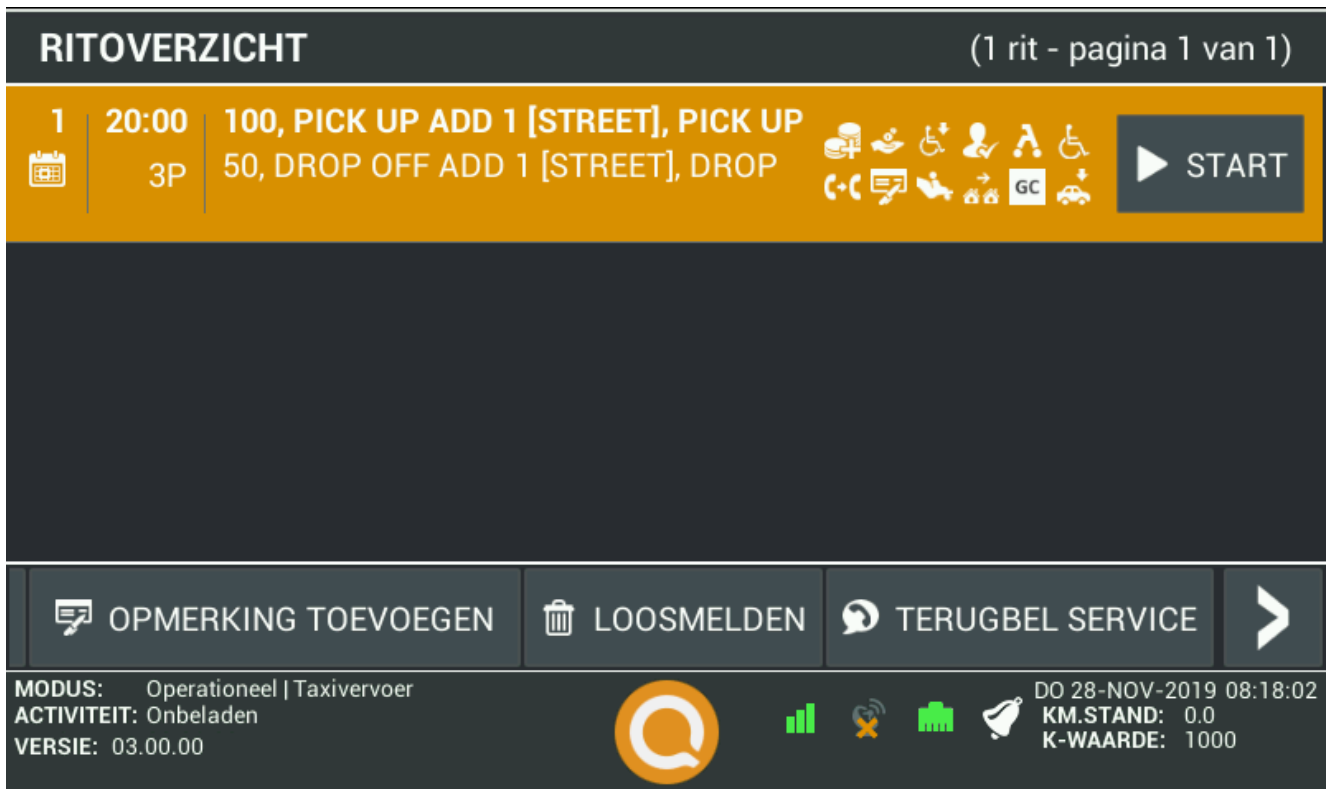 RITOVERZICHT (1 rit - pagina 1 van 1)
1 20:00 100, PICK UP ADD 1 [STREET], PICK UP
3P 50, DROP OFF ADD 1 [STREET], DROP
GC
START
OPMERKING TOEVOEGEN LOOSMELDEN TERUGBEL SERVICE
MODUS: Operationeel | Taxivervoer
ACTIVITEIT: Onbeladen
VERSIE: 03.00.00
DO 28-NOV-2019 08:18:02
KM.STAND: 0.0
K-WAARDE: 1000